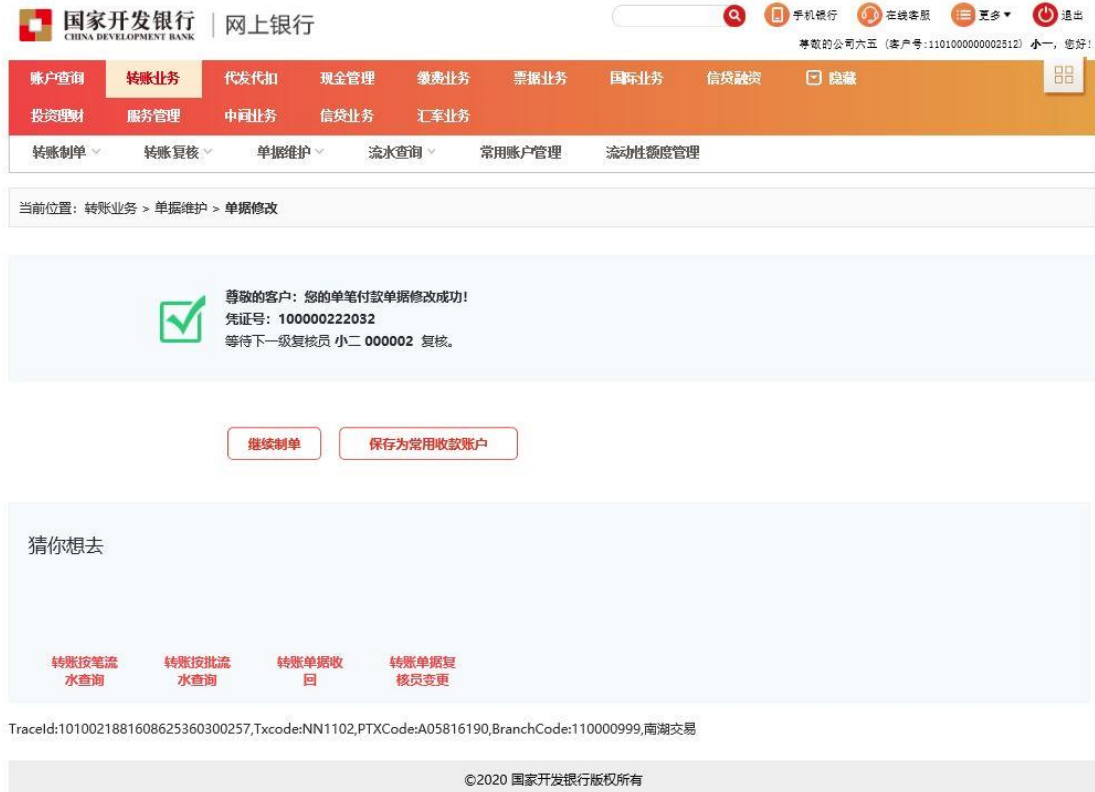 国家开发银行
CHINA DEVELOPMENT BANK
网上银行
手机银行 在线客服 更多 退出
尊敬的公司六五（客户号:1101000000002512）小一，您好!
账户查询 转账业务 代发代扣 现金管理 缴费业务 票据业务 国际业务 信贷融资 隐藏
投资理财 服务管理 中间业务 信贷业务 汇率业务
转账制单 转账复核 单据维护 流水查询 常用账户管理 流动性额度管理
当前位置：转账业务 > 单据维护 > 单据修改
尊敬的客户：您的单笔付款单据修改成功!
凭证号：100000222032
等待下一级复核员 小二 000002 复核。
继续制单 保存为常用收款账户
猜你想去
转账按笔流 转账按批流 转账单据收 转账单据复
水查询 水查询 回 核员变更
TraceId:1010021881608625360300257,Txcode:NN1102,PTXCode:A05816190,BranchCode:110000999,南湖交易
©2020 国家开发银行版权所有